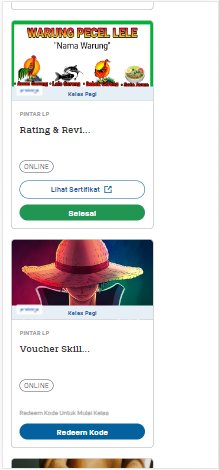 WARUNG PECEL LELE
"Nama Warung"
Kelas Pagi
PINTAR LP
Rating & Revi...
ONLINE
Lihat Sertifikat
Selesai
Kelas Pagi
PINTAR LP
Voucher Skill...
ONLINE
Redeem Kode Untuk Mulai Kelas
Redeem Kode